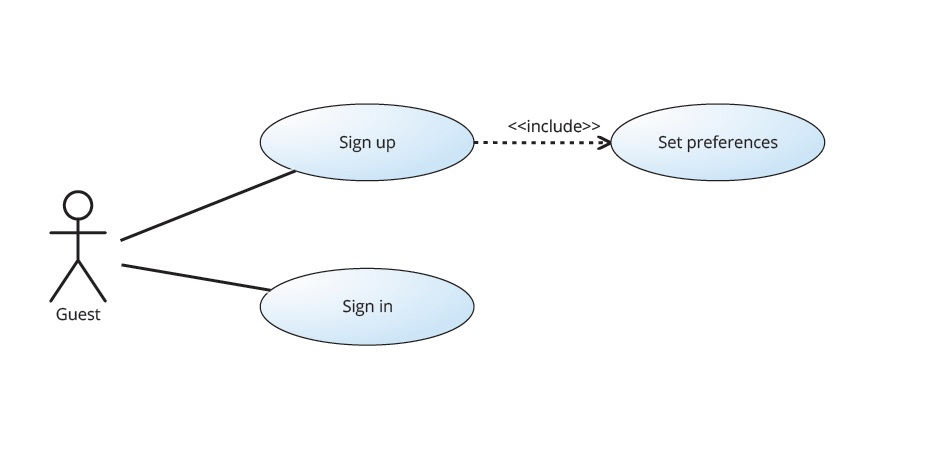 Sign up
<<include>>
Set preferences
Guest
Sign in